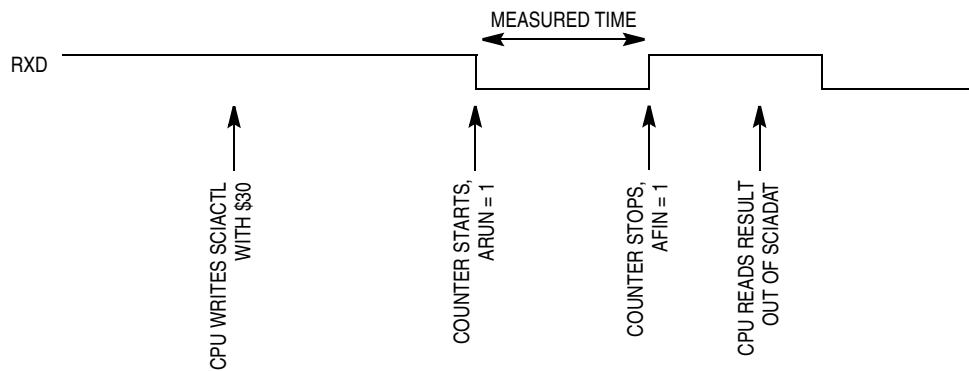 MEASURED TIME
RXD
CPU WRITES SCIACTL
WITH $30
COUNTER STARTS,
ARUN = 1
COUNTER STOPS,
AFIN = 1
CPU READS RESULT
OUT OF SCIADAT